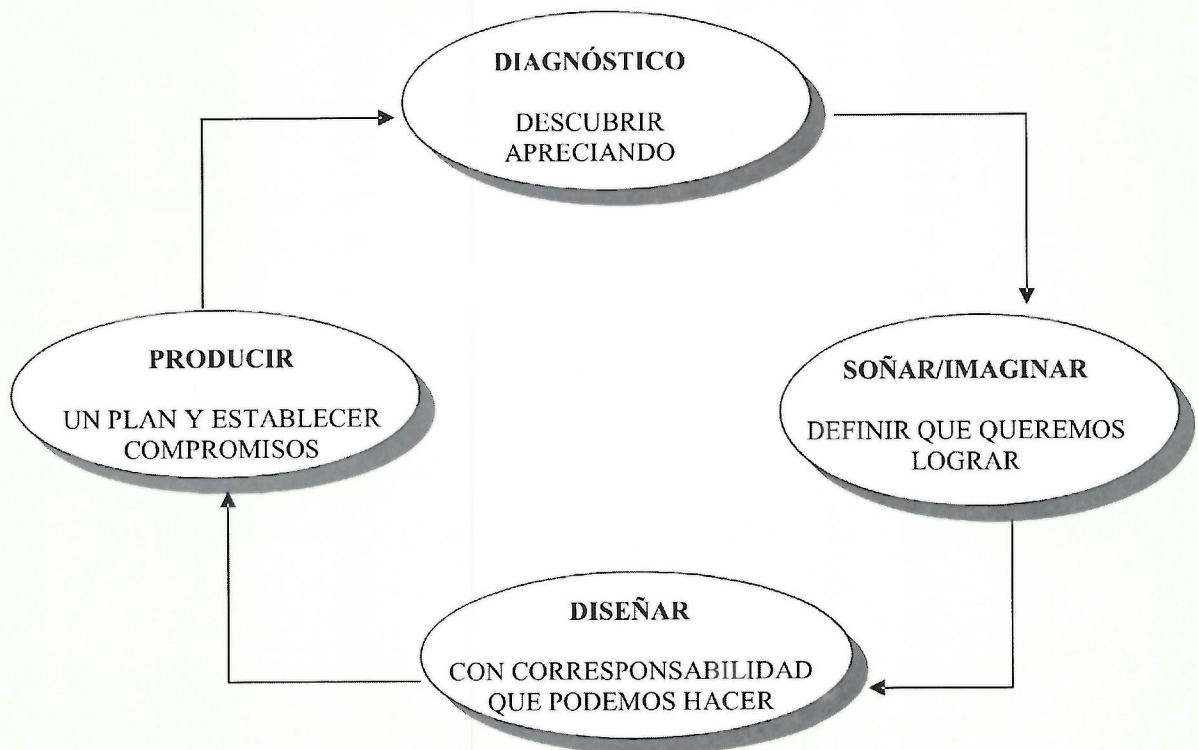 DIAGNÓSTICO
DESCUBRIR
APRECIANDO
SOÑAR/IMAGINAR
DEFINIR QUE QUEREMOS
LOGRAR
DISEÑAR
CON CORRESPONSABILIDAD
QUE PODEMOS HACER
PRODUCIR
UN PLAN Y ESTABLECER
COMPROMISOS